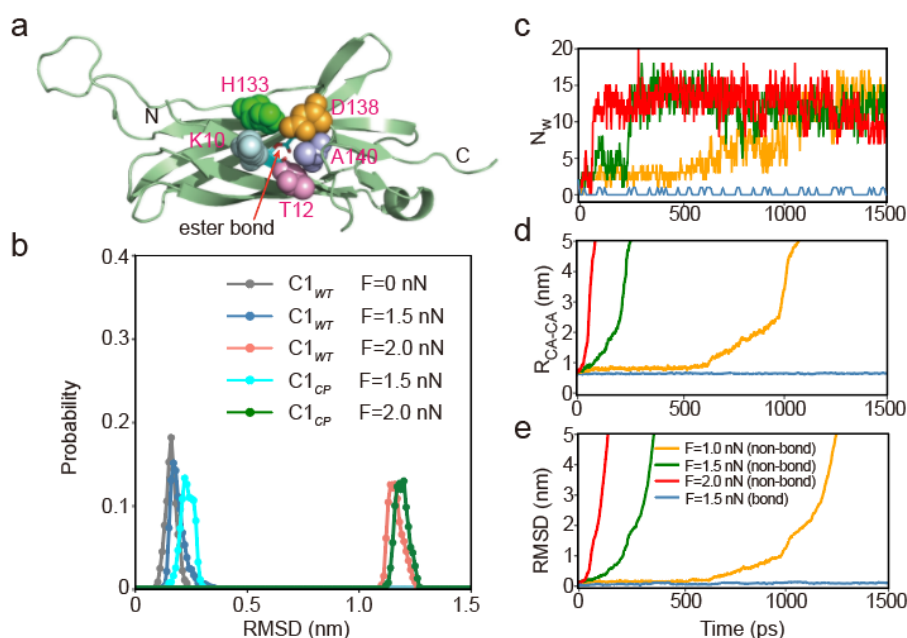 a
H133
N
D138
K10
A140
C
T12
ester bond
b
0.4
0.3
0.2
0.1
0
Probability
C1WT F=0 nN
C1WT F=1.5 nN
C1WT F=2.0 nN
C1CP F=1.5 nN
C1CP F=2.0 nN
0 0.5 1.0 1.5
RMSD (nm)
c
20
15
10
5
0
NW
0 500 1000 1500
d
5
4
3
2
1
0
RCA-CA (nm)
0 500 1000 1500
e
5
4
3
2
1
0
RMSD (nm)
F=1.0 nN (non-bond)
F=1.5 nN (non-bond)
F=2.0 nN (non-bond)
F=1.5 nN (bond)
0 500 1000 1500
Time (ps)